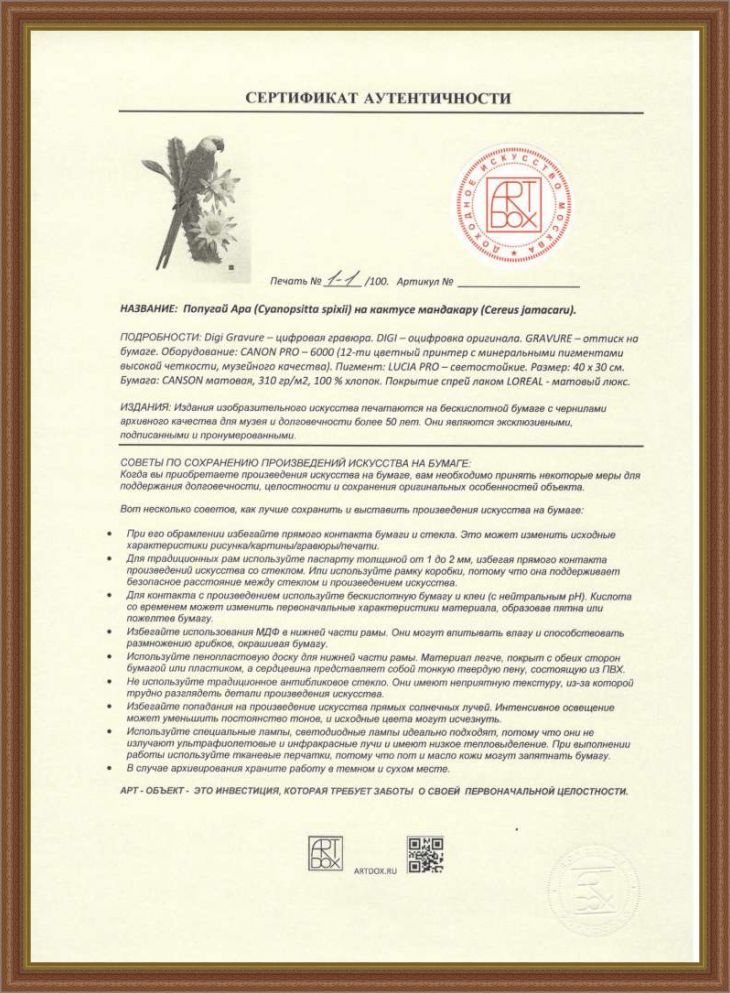 СЕРТИФИКАТ АУТЕНТИЧНОСТИ
ДОХОДНОЕ ИСКУССТВО МОСКВА
ART
DOX
Печать № 1-1 /100. Артикул №
НАЗВАНИЕ: Попугай Ара (Cyanopsitta spixii) на кактусе мандакару (Cereus jamacaru).
ПОДРОБНОСТИ: Digi Gravure – цифровая гравюра. DIGI – оцифровка оригинала. GRAVURE – оттиск на
бумаге. Оборудование: CANON PRO – 6000 (12-ти цветный принтер с минеральными пигментами
высокой четкости, музейного качества). Пигмент: LUCIA PRO – светостойкие. Размер: 40 x 30 см.
Бумага: CANSON матовая, 310 гр/м2, 100 % хлопок. Покрытие спрей лаком LOREAL - матовый люкс.
ИЗДАНИЯ: Издания изобразительного искусства печатаются на бескислотной бумаге с чернилами
архивного качества для музея и долговечности более 50 лет. Они являются эксклюзивными,
подписанными и пронумерованными.
СОВЕТЫ ПО СОХРАНЕНИЮ ПРОИЗВЕДЕНИЙ ИСКУССТВА НА БУМАГЕ:
Когда вы приобретаете произведения искусства на бумаге, вам необходимо принять некоторые меры для
поддержания долговечности, целостности и сохранения оригинальных особенностей объекта.
Вот несколько советов, как лучше сохранить и выставить произведения искусства на бумаге:
• При его обрамлении избегайте прямого контакта бумаги и стекла. Это может изменить исходные
характеристики рисунка/картины/гравюры/печати.
• Для традиционных рам используйте паспарту толщиной от 1 до 2 мм, избегая прямого контакта
произведений искусства со стеклом. Или используйте рамку коробки, потому что она поддерживает
безопасное расстояние между стеклом и произведением искусства.
• Для контакта с произведением используйте бескислотную бумагу и клеи (с нейтральным pH). Кислота
со временем может изменить первоначальные характеристики материала, образовав пятна или
пожелтев бумагу.
• Избегайте использования МДФ в нижней части рамы. Они могут впитывать влагу и способствовать
размножению грибков, окрашивая бумагу.
• Используйте пенопластовую доску для нижней части рамы. Материал легче, покрыт с обеих сторон
бумагой или пластиком, а сердцевина представляет собой тонкую твердую пену, состоящую из ПВХ.
• Не используйте традиционное антибликовое стекло. Они имеют неприятную текстуру, из-за которой
трудно разглядеть детали произведения искусства.
• Избегайте попадания на произведение искусства прямых солнечных лучей. Интенсивное освещение
может уменьшить постоянство тонов, и исходные цвета могут исчезнуть.
• Используйте специальные лампы, светодиодные лампы идеально подходят, потому что они не
излучают ультрафиолетовые и инфракрасные лучи и имеют низкое тепловыделение. При выполнении
работы используйте тканевые перчатки, потому что пот и масло кожи могут запятнать бумагу.
• В случае архивирования храните работу в темном и сухом месте.
АРТ - ОБЪЕКТ - ЭТО ИНВЕСТИЦИЯ, КОТОРАЯ ТРЕБУЕТ ЗАБОТЫ О СВОЕЙ ПЕРВОНАЧАЛЬНОЙ ЦЕЛОСТНОСТИ.
ART
DOX
ARTDOX.RU
ART
DOX